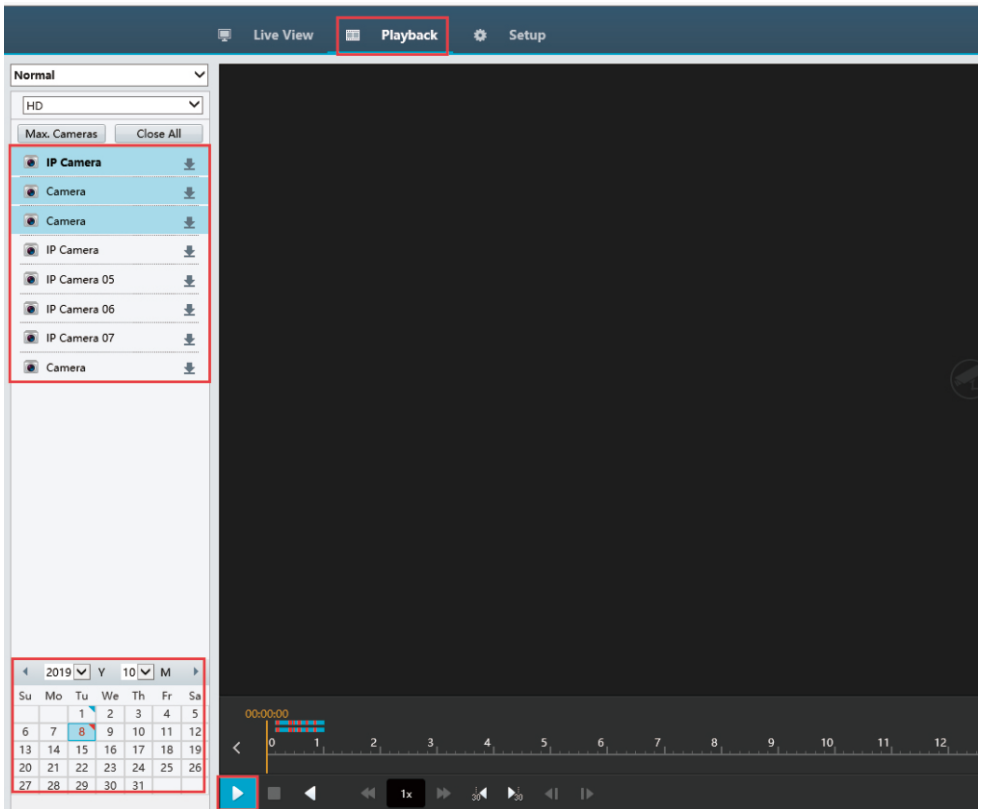 Live View Playback Setup
Normal
HD
Max. Cameras Close All
IP Camera
Camera
Camera
IP Camera
IP Camera 05
IP Camera 06
IP Camera 07
Camera
2019 Y 10 M
Su Mo Tu We Th Fr Sa
1 2 3 4 5
6 7 8 9 10 11 12
13 14 15 16 17 18 19
20 21 22 23 24 25 26
27 28 29 30 31
00:00:00
0 1 2 3 4 5 6 7 8 9 10 11 12
1x 30 30